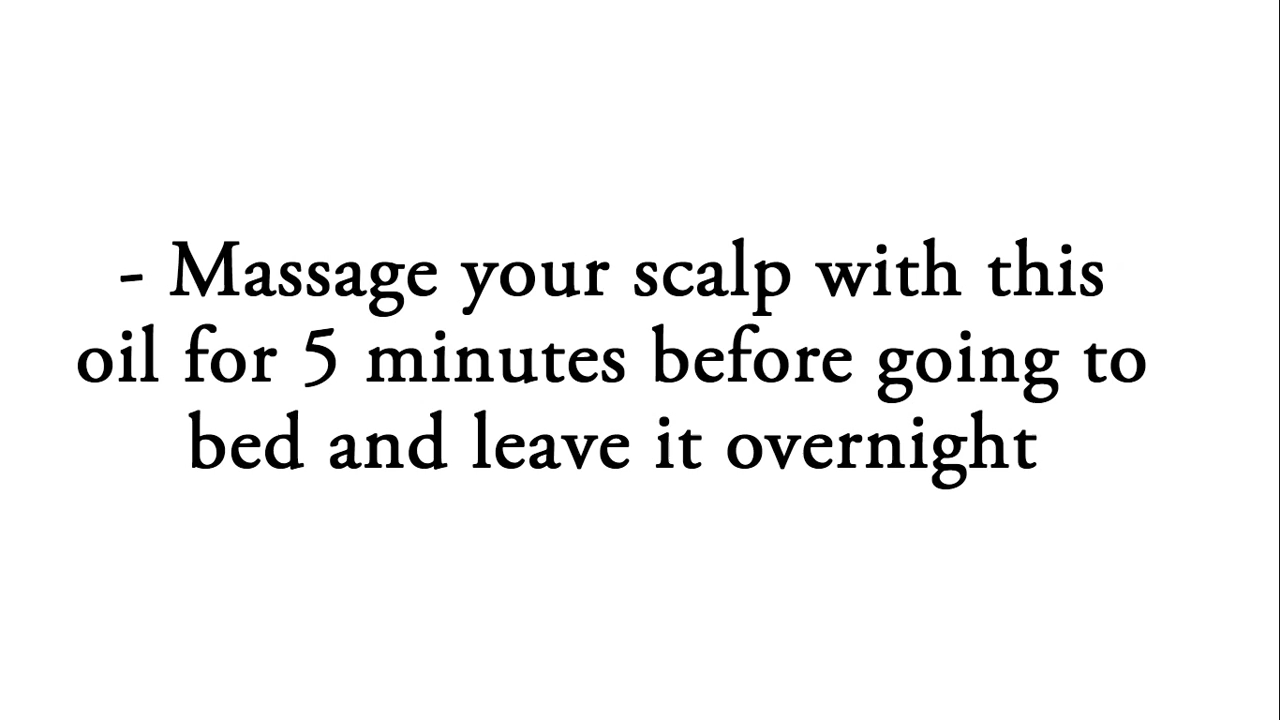 - Massage your scalp with this
oil for 5 minutes before going to
bed and leave it overnight